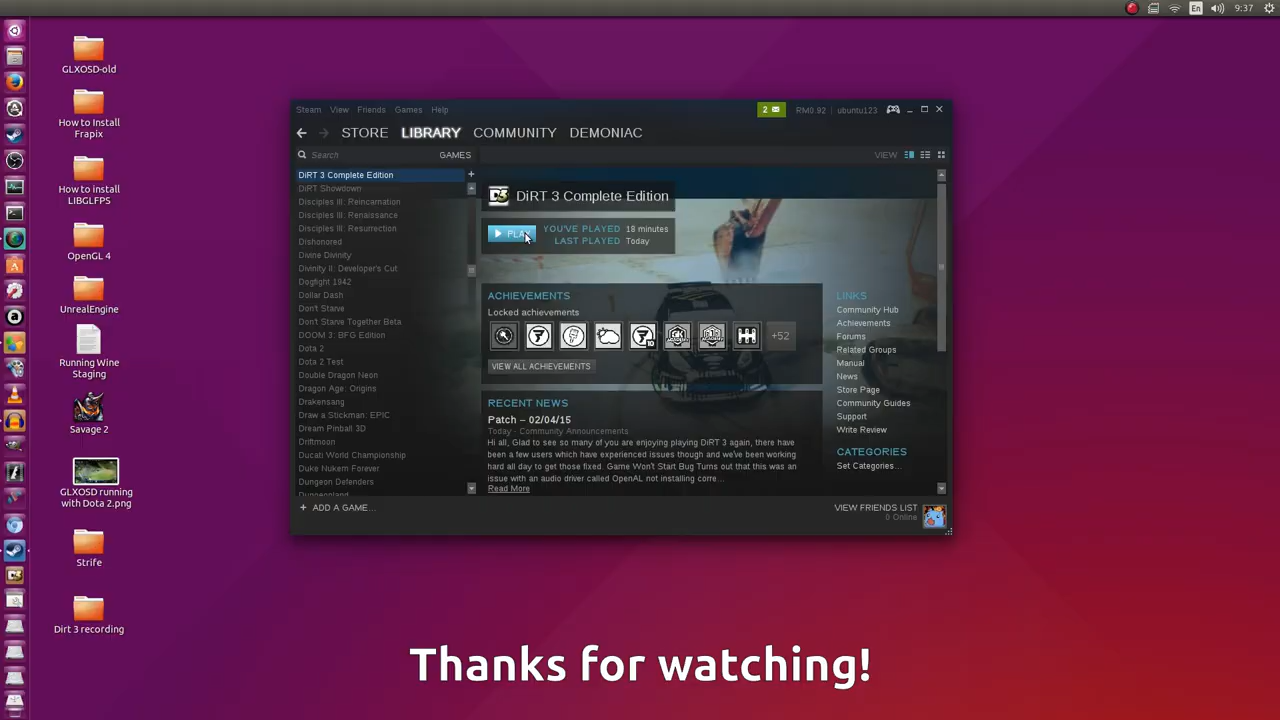 En
9:37
GLXOSD-old
How to Install
Frapix
How to install
LIBGLFPS
OpenGL 4
UnrealEngine
Running Wine
Staging
Savage 2
GLXOSD running
with Dota 2.png
Strife
Dirt 3 recording
Steam View Friends Games Help
2
RM0.92
ubuntu123
STORE LIBRARY COMMUNITY DEMONIAC
Search
GAMES
VIEW
DiRT 3 Complete Edition
DiRT Showdown
Disciples III: Reincarnation
Disciples III: Renaissance
Disciples III: Resurrection
Dishonored
Divine Divinity
Divinity II: Developer's Cut
Dogfight 1942
Dollar Dash
Don't Starve
Don't Starve Together Beta
DOOM 3: BFG Edition
Dota 2
Dota 2 Test
Double Dragon Neon
Dragon Age: Origins
Drakensang
Draw a Stickman: EPIC
Dream Pinball 3D
Driftmoon
Ducati World Championship
Duke Nukem Forever
Dungeon Defenders
Dungeonland
+ ADD A GAME...
D3
DiRT 3 Complete Edition
PLAY
YOU'VE PLAYED 18 minutes
LAST PLAYED Today
ACHIEVEMENTS
Locked achievements
+52
VIEW ALL ACHIEVEMENTS
RECENT NEWS
Patch – 02/04/15
Today - Community Announcements
Hi all, Glad to see so many of you are enjoying playing DiRT 3 again, there have
been a few users which have experienced issues though and we've been working
hard all day to get those fixed. Game Won't Start Bug Turns out that this was an
issue with an audio driver called OpenAL not installing corre...
Read More
LINKS
Community Hub
Achievements
Forums
Related Groups
Manual
News
Store Page
Community Guides
Support
Write Review
CATEGORIES
Set Categories...
VIEW FRIENDS LIST
0 Online
Thanks for watching!